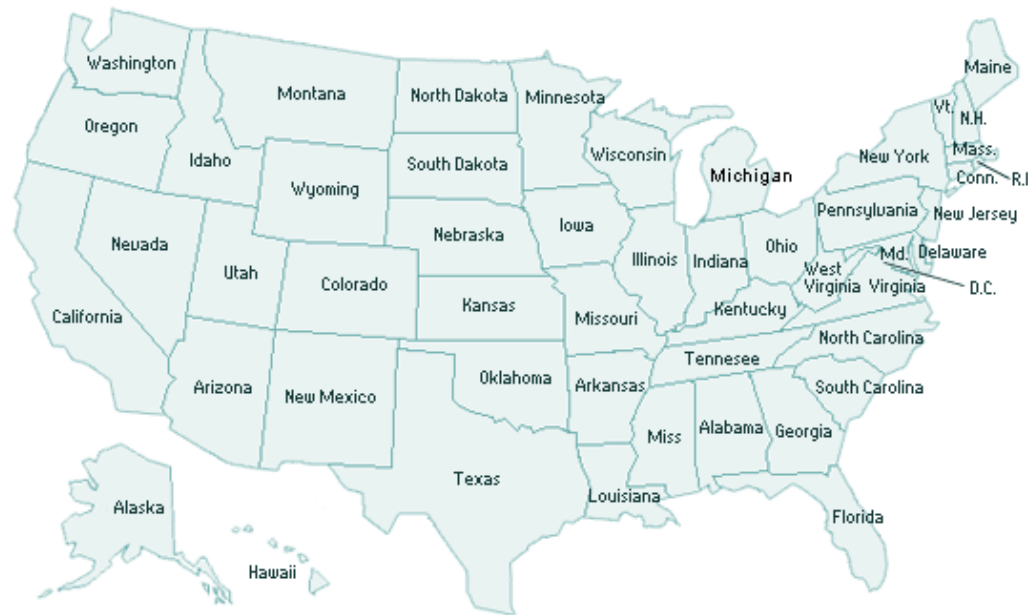 Washington
Montana
North Dakota
Minnesota
Maine
Vt.
N.H.
Oregon
Idaho
South Dakota
Wisconsin
Michigan
New York
Mass.
Conn.
R.I
Wyoming
Nebraska
Iowa
Pennsylvania
New Jersey
Nevada
Utah
Colorado
Illinois
Indiana
Ohio
West
Virginia
Md.
Delaware
Virginia
D.C.
California
Kansas
Missouri
Kentucky
North Carolina
Tennesee
Arizona
New Mexico
Oklahoma
Arkansas
South Carolina
Miss
Alabama
Georgia
Texas
Louisiana
Florida
Alaska
Hawaii